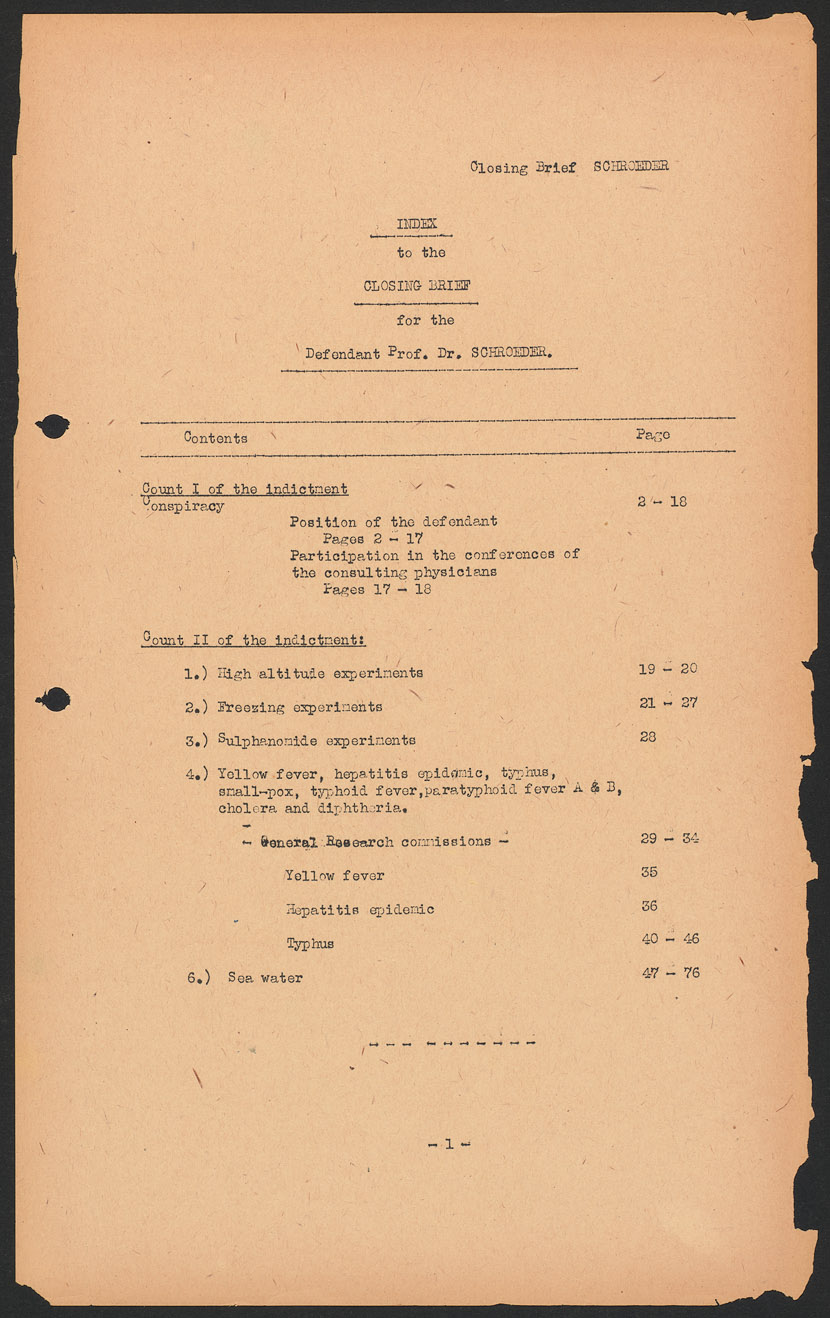 Closing Brief SCHROEDER
INDEX
to the
CLOSING BRIEF
for the
Defendant Prof. Dr. SCHROEDER.
Contents Page
Count I of the indictment
Conspiracy 2 - 18
Position of the defendant
Pages 2 - 17
Participation in the conferences of
the consulting physicians
Pages 17 - 18
Count II of the indictment:
1.) High altitude experiments 19 - 20
2.) Freezing experiments 21 - 27
3.) Sulphanomide experiments 28
4.) Yellow fever, hepatitis epidemic, typhus,
small-pox, typhoid fever,paratyphoid fever A & B,
cholera and diphtheria.
- General Research commissions - 29 - 34
Yellow fever 35
Hepatitis epidemic 36
Typhus 40 - 46
6.) Sea water 47 - 76
- - - - - - - - - -
- 1 -